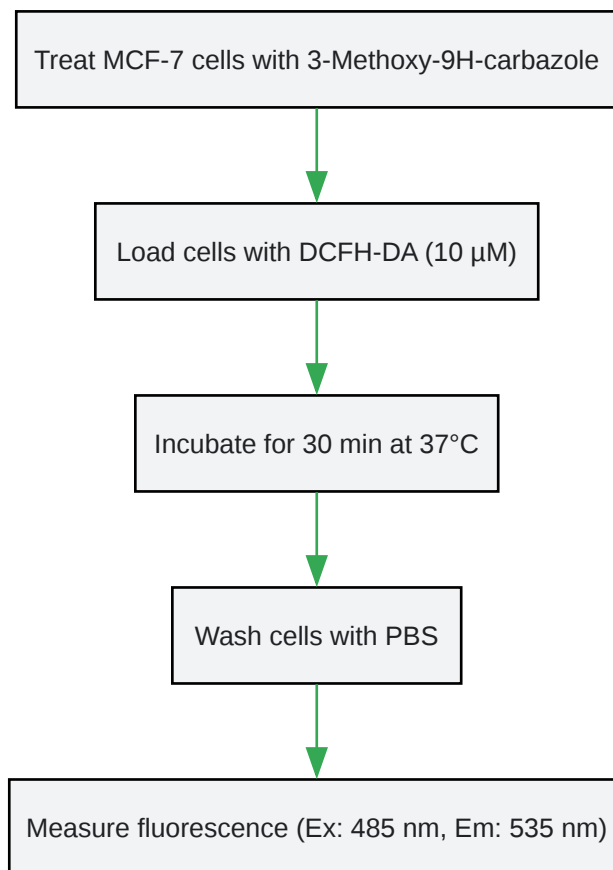 Treat MCF-7 cells with 3-Methoxy-9H-carbazole
Load cells with DCFH-DA (10 µM)
Incubate for 30 min at 37°C
Wash cells with PBS
Measure fluorescence (Ex: 485 nm, Em: 535 nm)